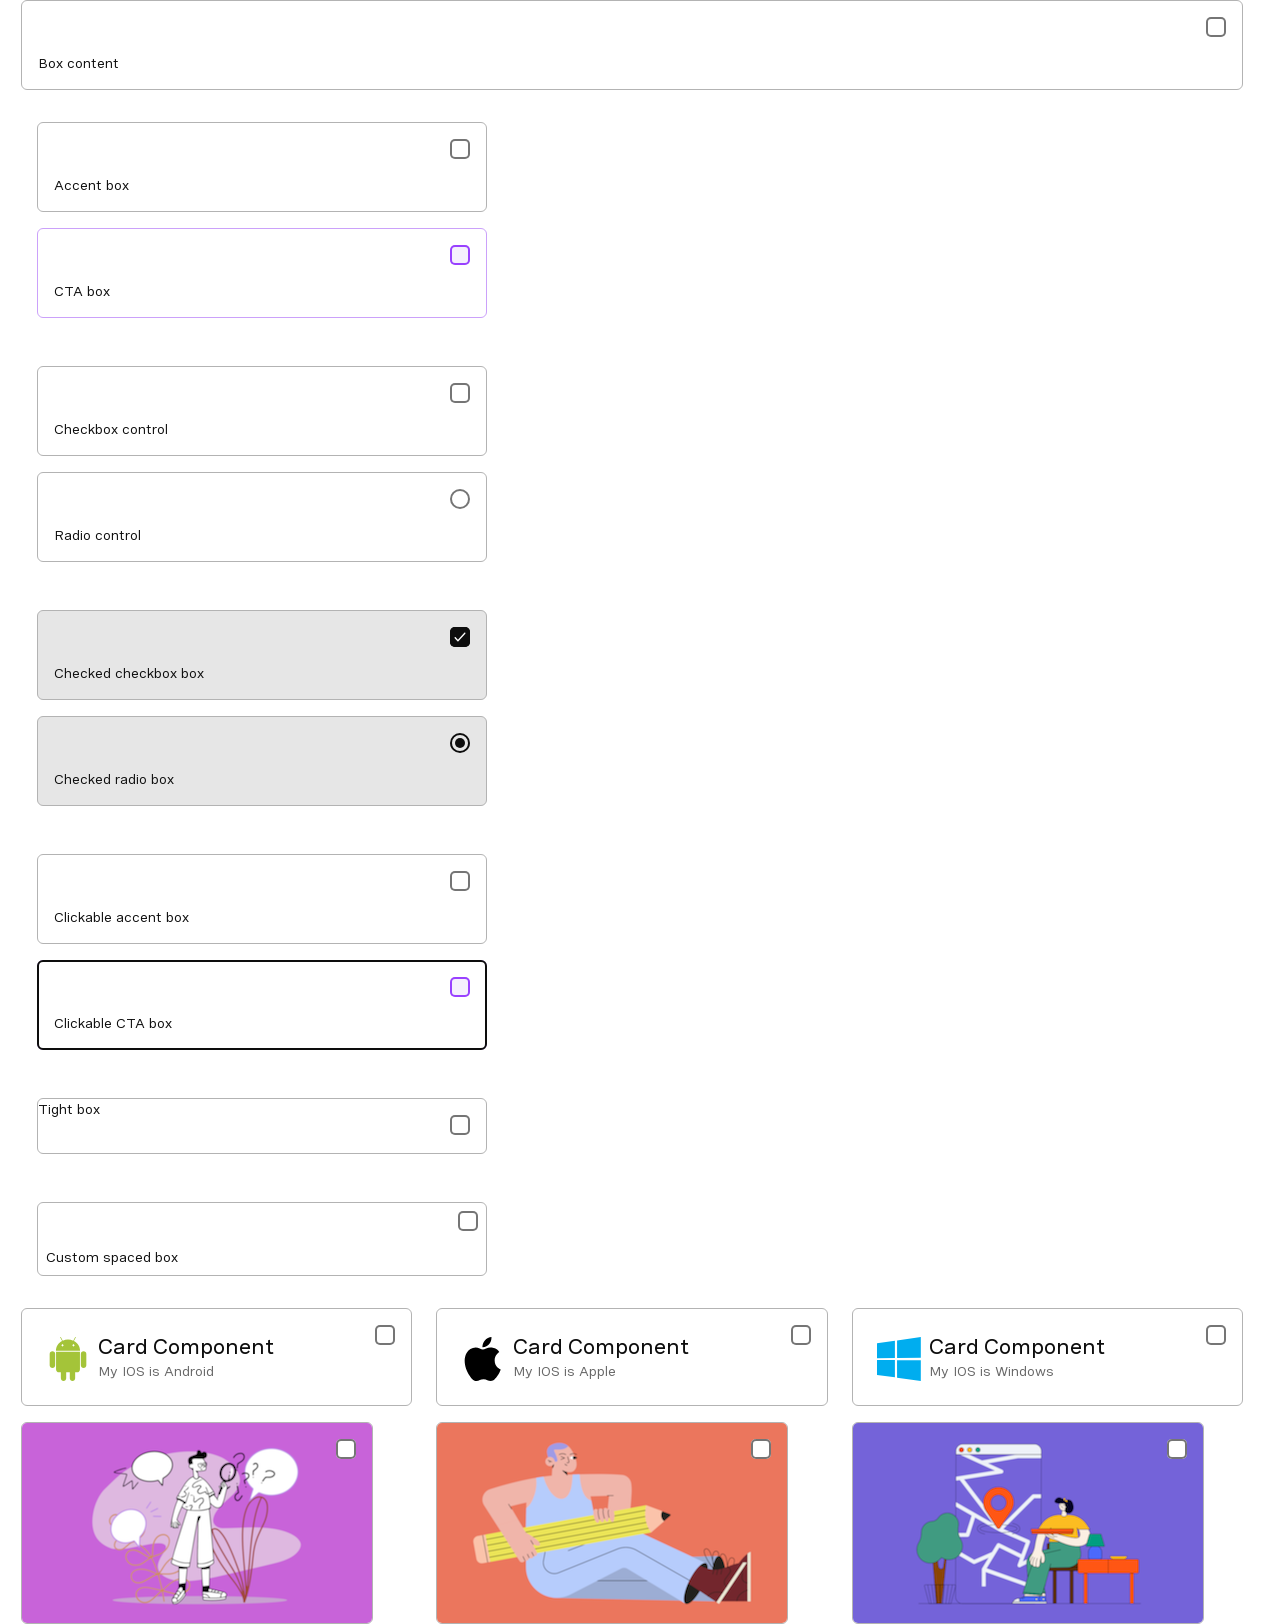 Box content
Accent box
CTA box
Checkbox control
Radio control
Checked checkbox box
Checked radio box
Clickable accent box
Clickable CTA box
Tight box
Custom spaced box
Card Component
My IOS is Android
Card Component
My IOS is Apple
Card Component
My IOS is Windows